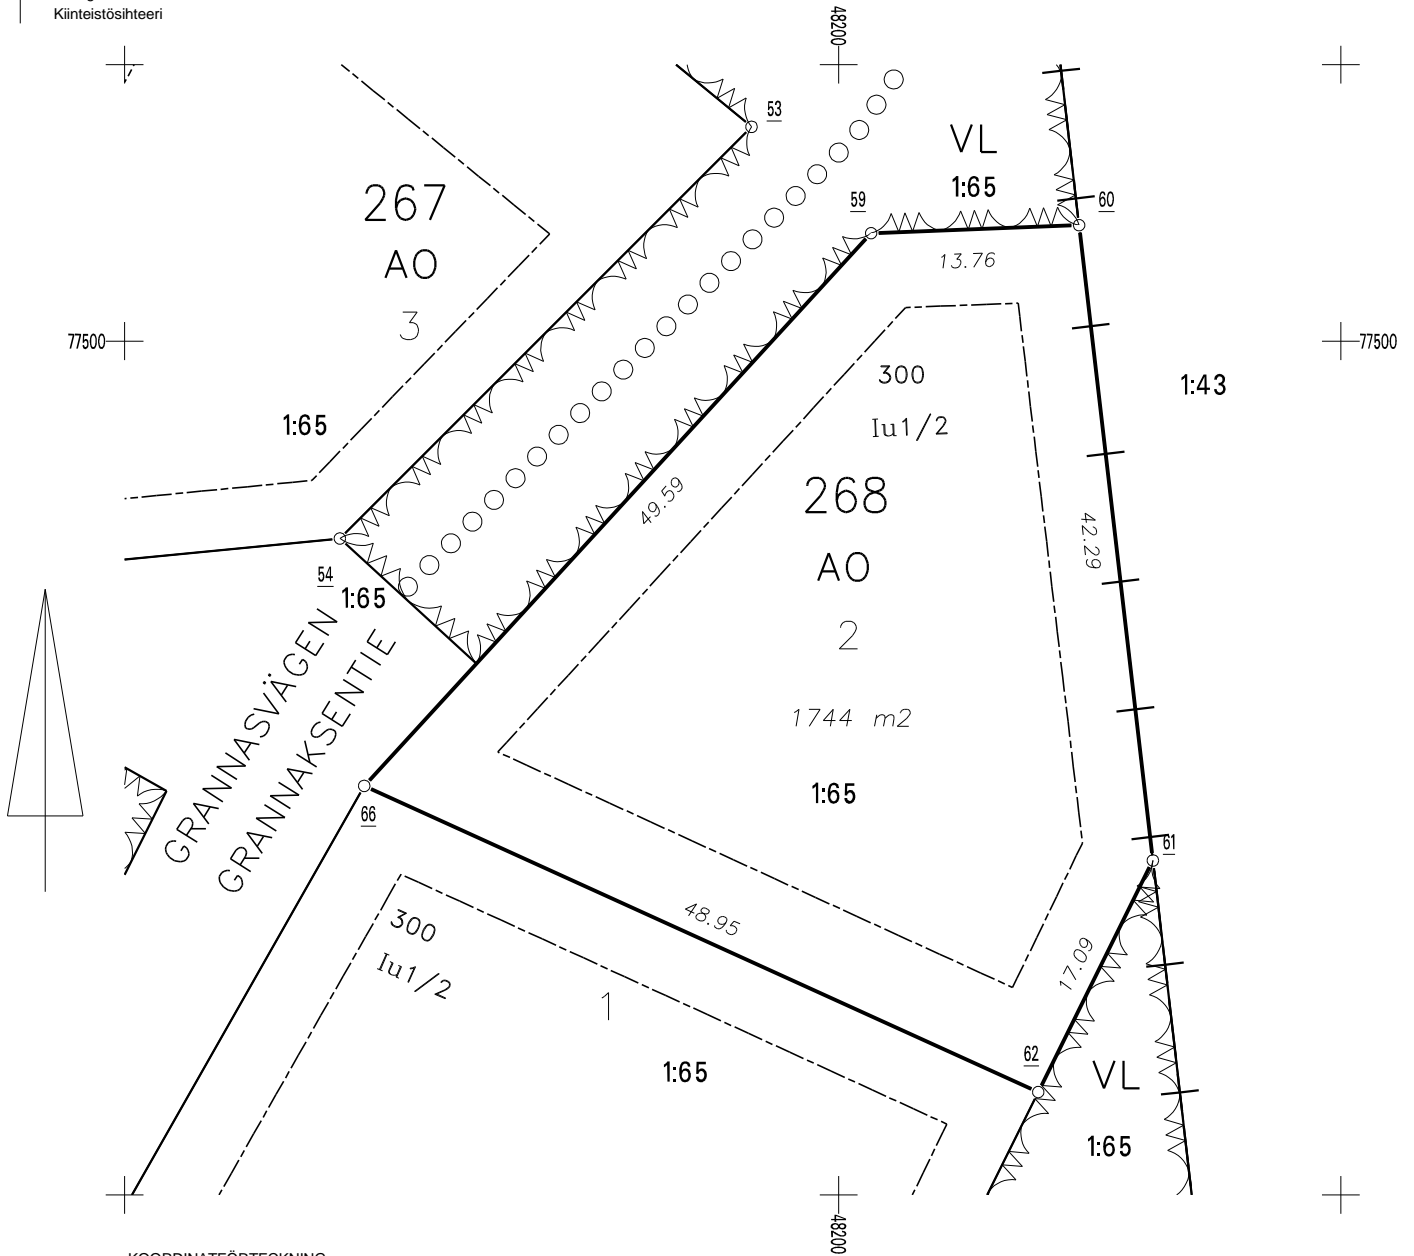 Kiinteistösihteeri
48200
53
VL
1:65
59
60
267
AO
3
13.76
77500
77500
300
1:43
Iu1/2
1:65
268
49.59
AO
42.29
54
1:65
2
GRANNASVÄGEN
GRANNAKSENTIE
1744 m2
1:65
66
61
48.95
300
17.09
Iu1/2
1
62
1:65
VL
1:65
48200
KOORDINATFÖRTECKNING